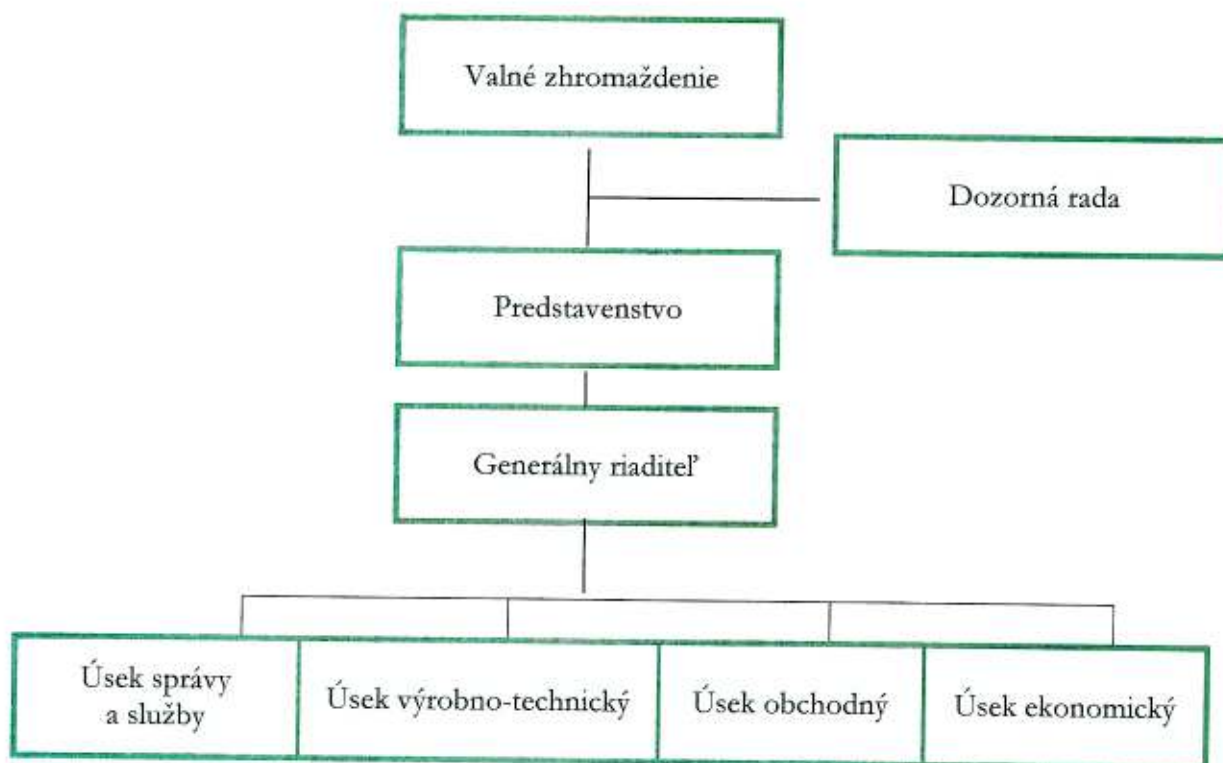 Valné zhromaždenie
Dozorná rada
Predstavenstvo
Generálny riaditeľ
Úsek správy
a služby
Úsek výrobno-technický
Úsek obchodný
Úsek ekonomický